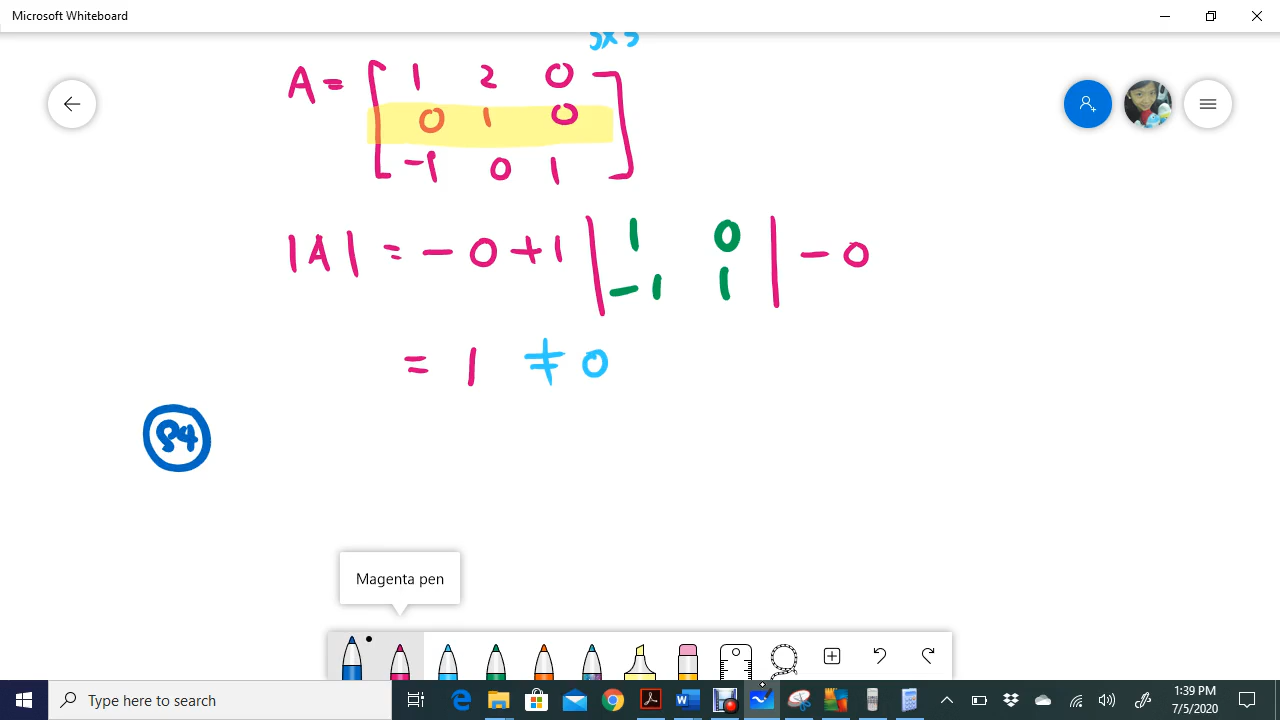 Microsoft Whiteboard
3x3
A = [ 1 2 0
0 1 0
-1 0 1 ]
|A| = - 0 + 1 | 1 0 | - 0
-1 1
= 1 ≠ 0
S4
Magenta pen
Type here to search
1:39 PM
7/5/2020